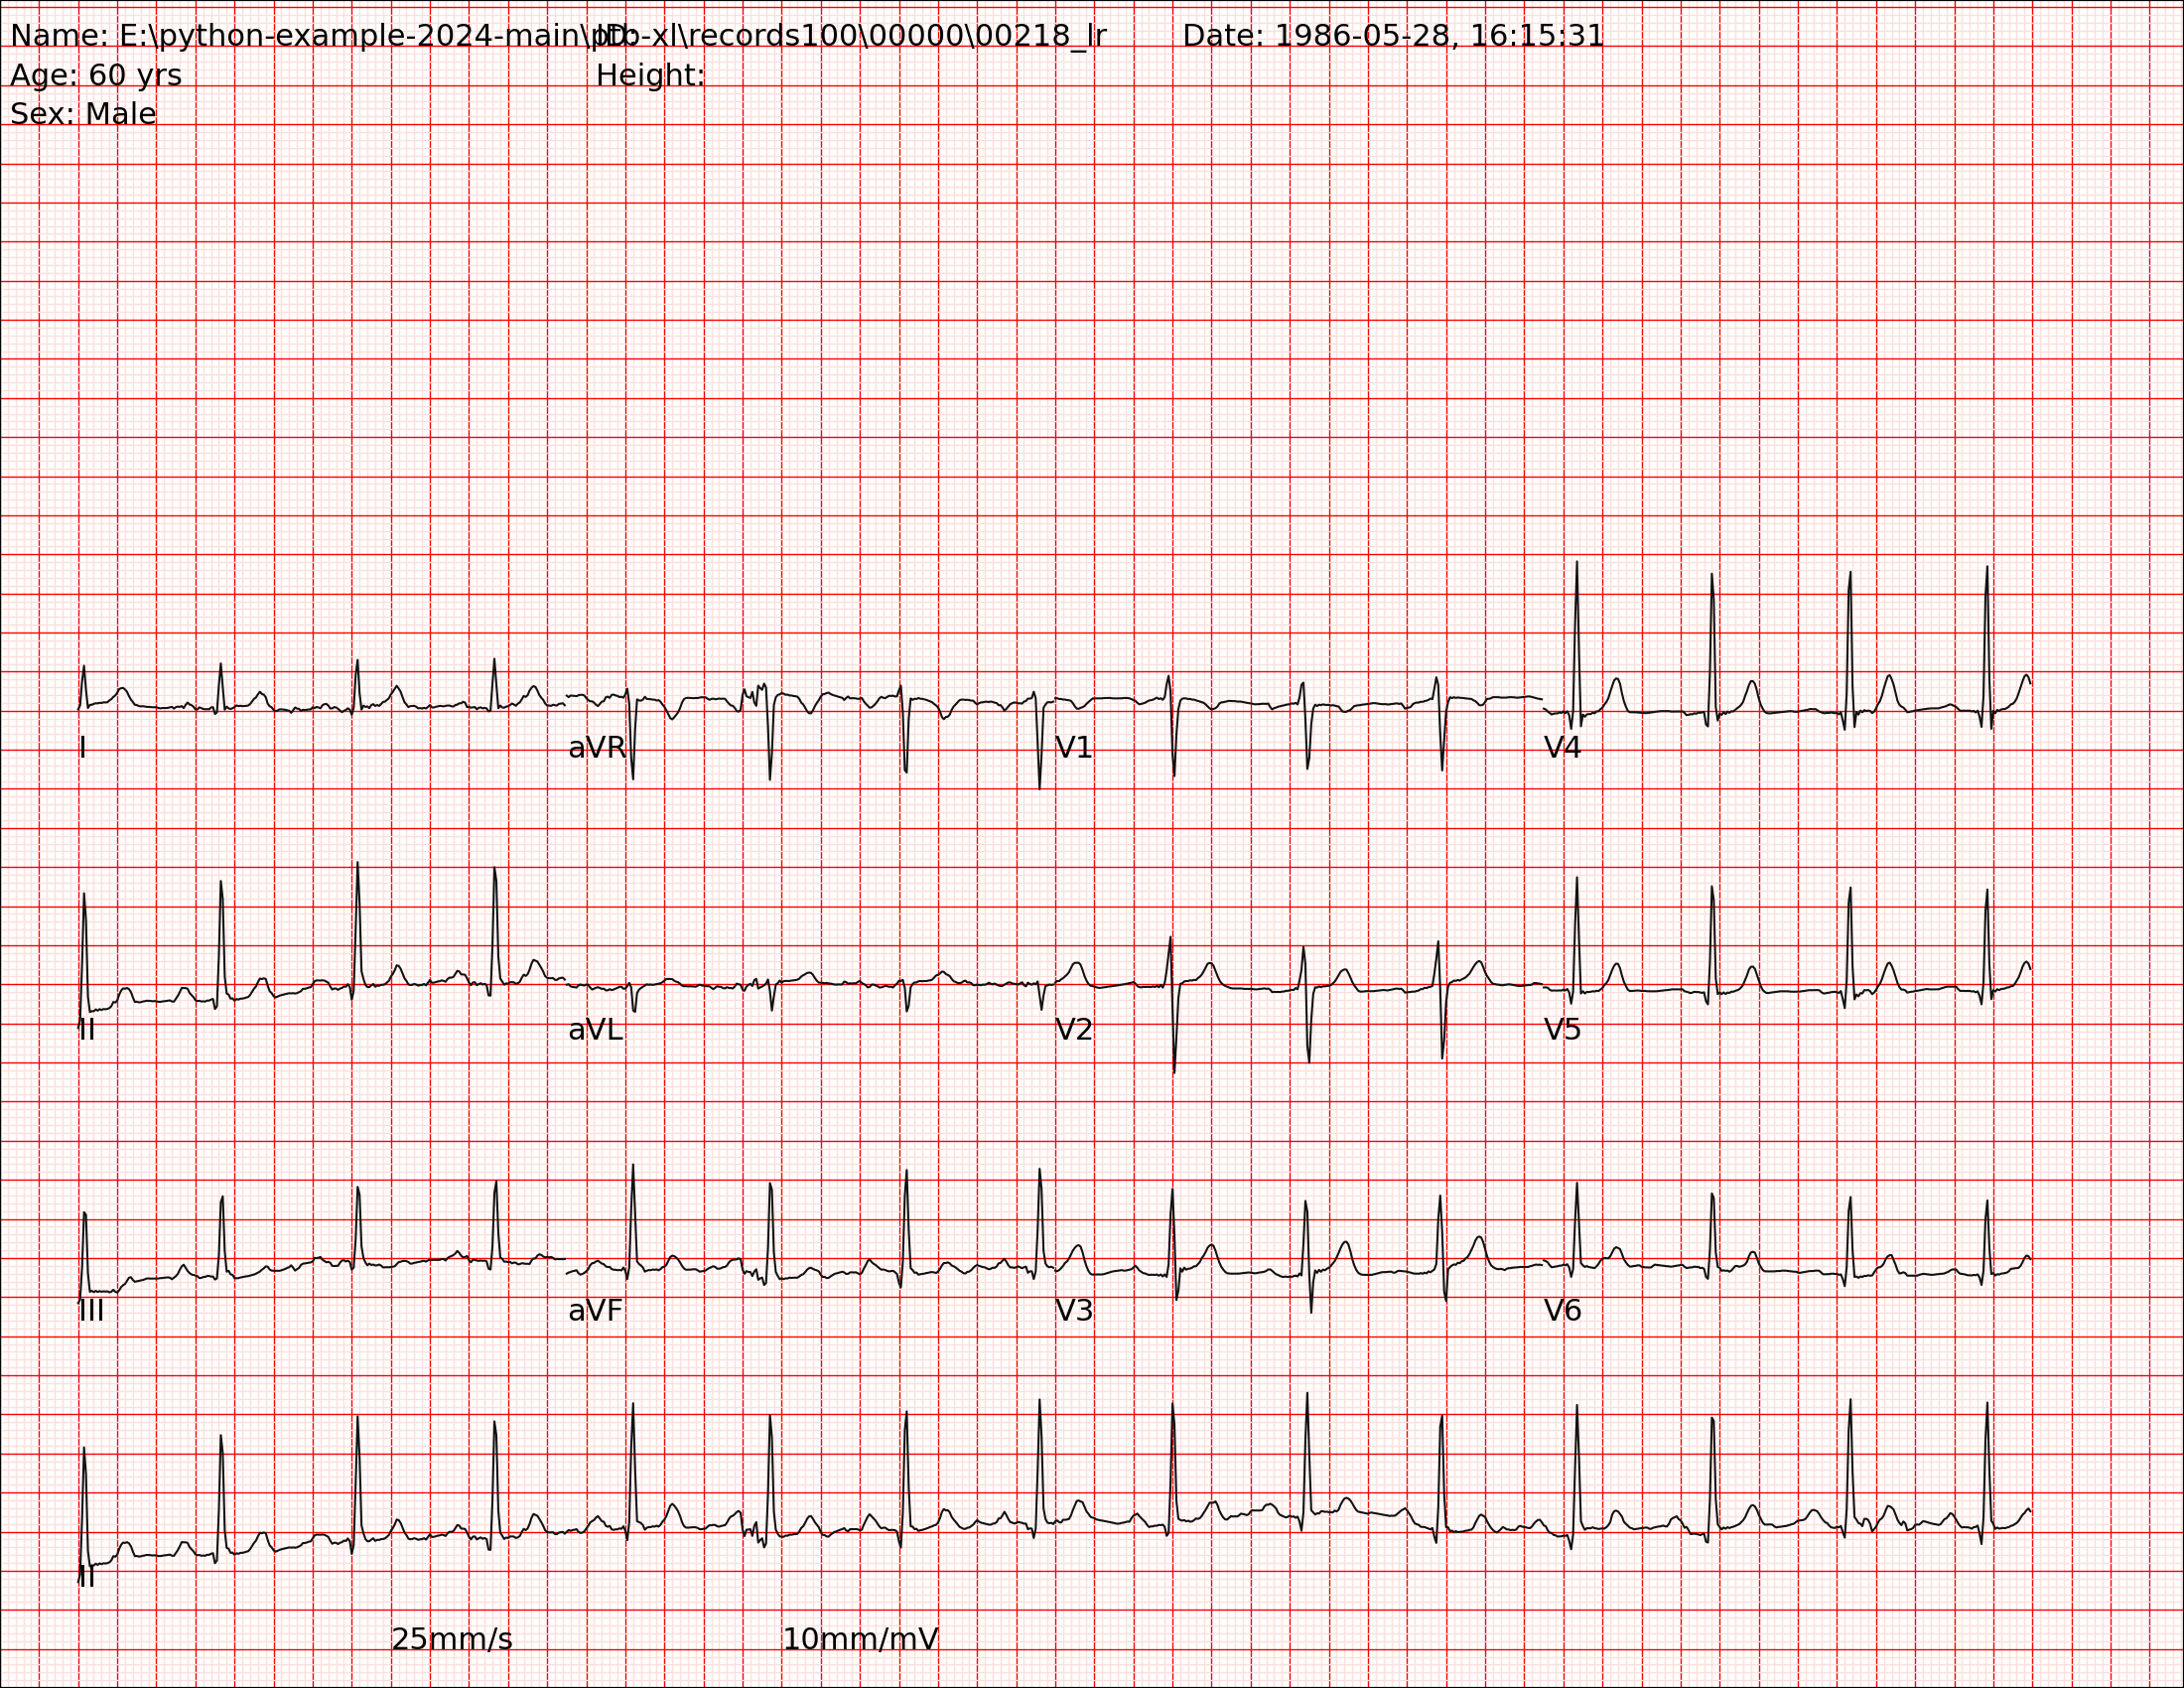 Name: E:\python-example-2024-main\ptb-xl\records100\00000\00218_lr ID: Date: 1986-05-28, 16:15:31
Age: 60 yrs Height:
Sex: Male
I aVR V1 V4
II aVL V2 V5
III aVF V3 V6
II
25mm/s 10mm/mV